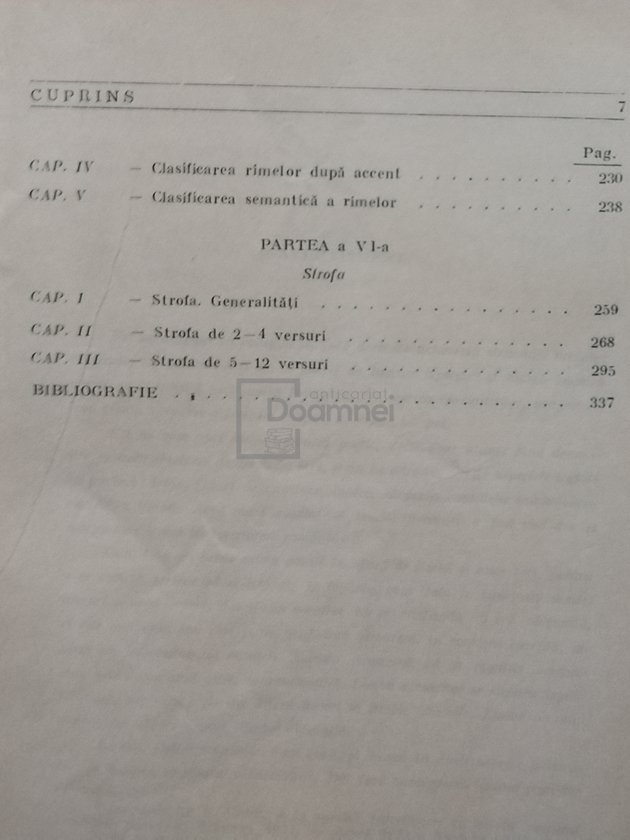 CUPRINS 7
Pag.
CAP. IV — Clasificarea rimelor după accent . . . . . . . . . . 230
CAP. V — Clasificarea semantică a rimelor . . . . . . . . . . 238
PARTEA a VI-a
Strofa
CAP. I — Strofa. Generalități . . . . . . . . . . . . . . . 259
CAP. II — Strofa de 2—4 versuri . . . . . . . . . . . . . . 268
CAP. III — Strofa de 5—12 versuri . . . . . . . . . . . . . . 295
BIBLIOGRAFIE . . . . . . . . . . . . . . . . . . . . . . . . . 337
anticariat
Doamnei